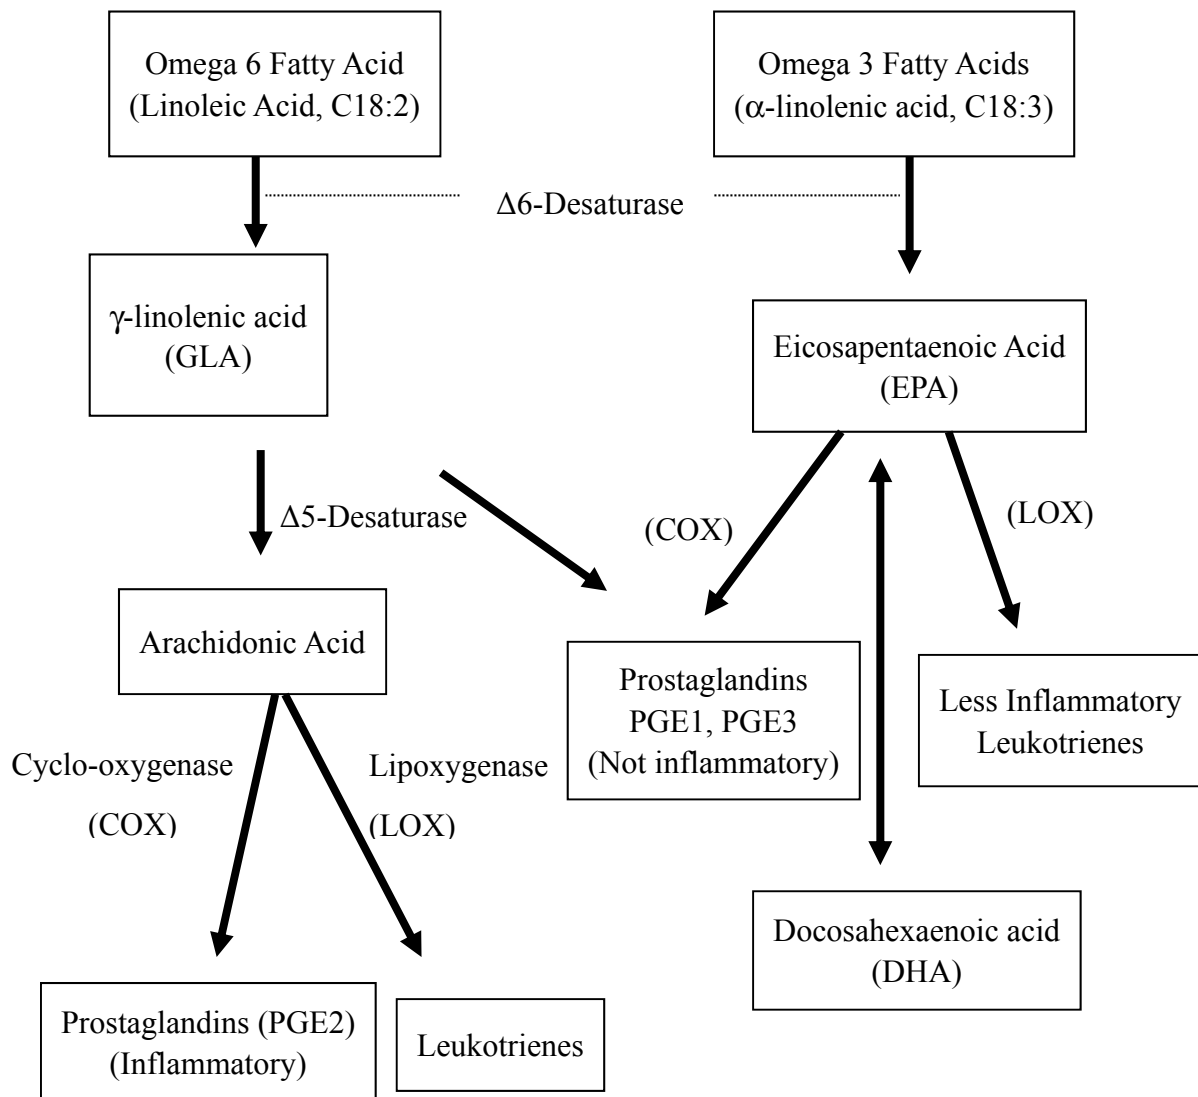 Omega 6 Fatty Acid
(Linoleic Acid, C18:2)
Omega 3 Fatty Acids
(α-linolenic acid, C18:3)
Δ6-Desaturase
γ-linolenic acid
(GLA)
Eicosapentaenoic Acid
(EPA)
Δ5-Desaturase
(COX)
(LOX)
Arachidonic Acid
Prostaglandins
PGE1, PGE3
(Not inflammatory)
Less Inflammatory
Leukotrienes
Cyclo-oxygenase
(COX)
Lipoxygenase
(LOX)
Docosahexaenoic acid
(DHA)
Prostaglandins (PGE2)
(Inflammatory)
Leukotrienes